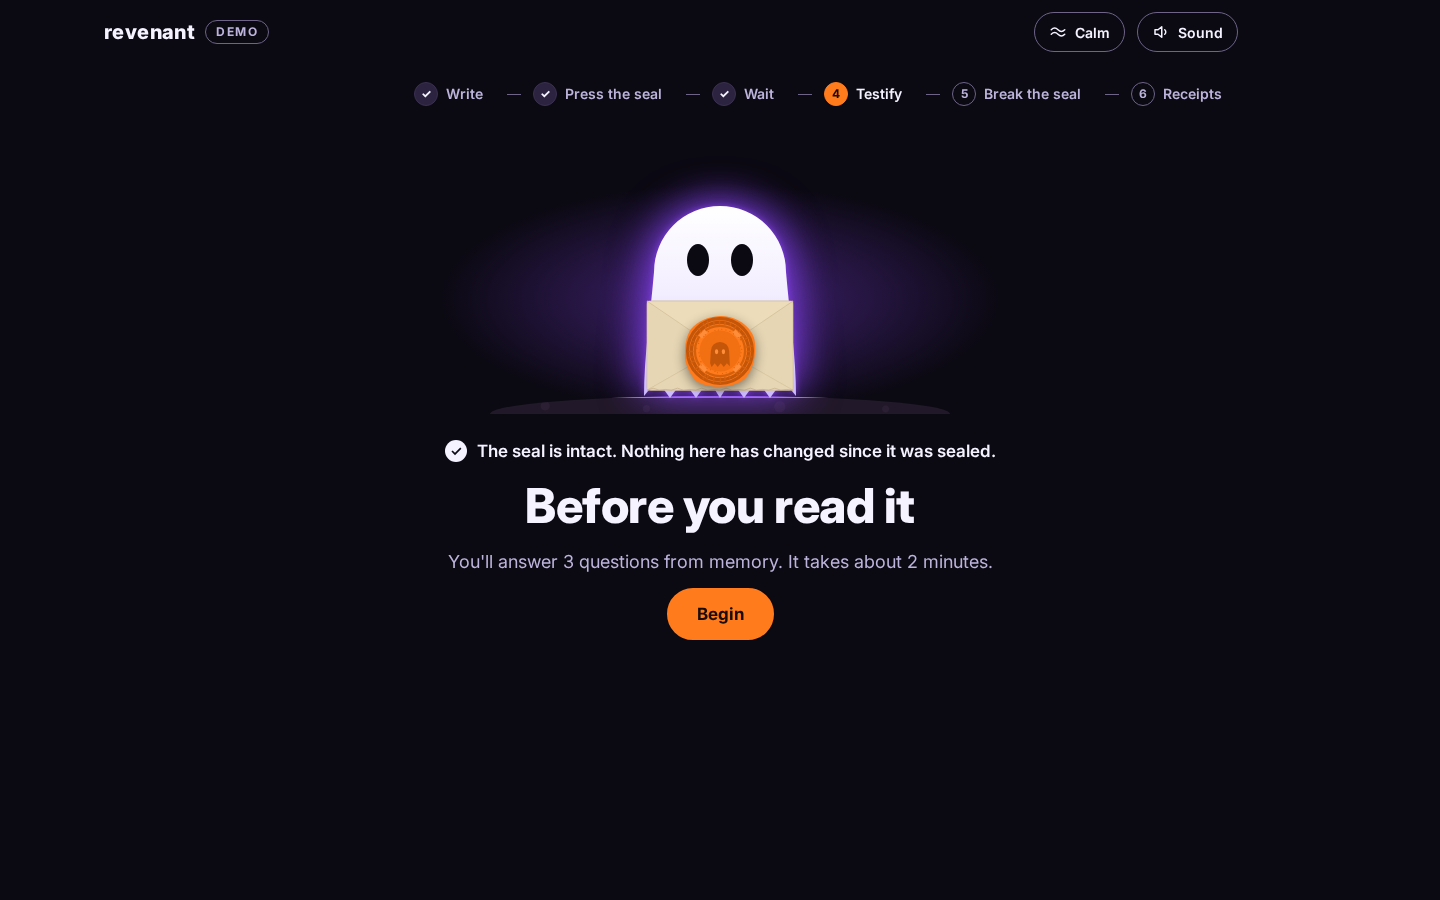 revenant DEMO Calm Sound
Write Press the seal Wait 4 Testify 5 Break the seal 6 Receipts
The seal is intact. Nothing here has changed since it was sealed.
Before you read it
You'll answer 3 questions from memory. It takes about 2 minutes.
Begin